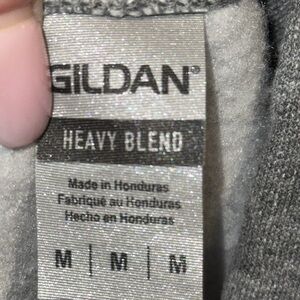 GILDAN®
HEAVY BLEND
Made in Honduras
Fabriqué au Honduras
Hecho en Honduras
M | M | M